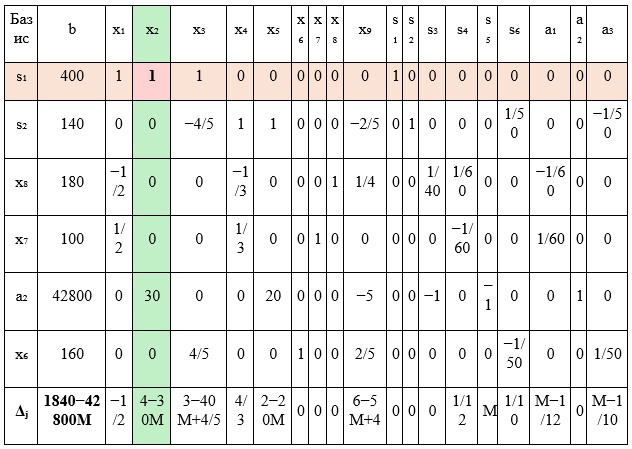 Базис b x₁ x₂ x₃ x₄ x₅ x₆ x₇ x₈ x₉ s₁ s₂ s₃ s₄ s₅ s₆ a₁ a₂ a₃
s₁ 400 1 1 1 0 0 0 0 0 0 1 0 0 0 0 0 0 0 0
s₂ 140 0 0 −4/5 1 1 0 0 0 −2/5 0 1 0 0 0 1/50 0 0 −1/50
x₈ 180 −1/2 0 0 −1/3 0 0 0 1 1/4 0 0 1/40 1/60 0 0 −1/60 0 0
x₇ 100 1/2 0 0 1/3 0 0 1 0 0 0 0 0 −1/60 0 0 1/60 0 0
a₂ 42800 0 30 0 0 20 0 0 0 −5 0 0 −1 0 −1 0 0 1 0
x₆ 160 0 0 4/5 0 0 1 0 0 2/5 0 0 0 0 0 −1/50 0 0 1/50
Δⱼ 1840−42800M −1/2 4−30M 3−40M+4/5 4/3 2−20M 0 0 0 6−5M+4 0 0 0 1/12 M 1/10 M−1/12 0 M−1/10